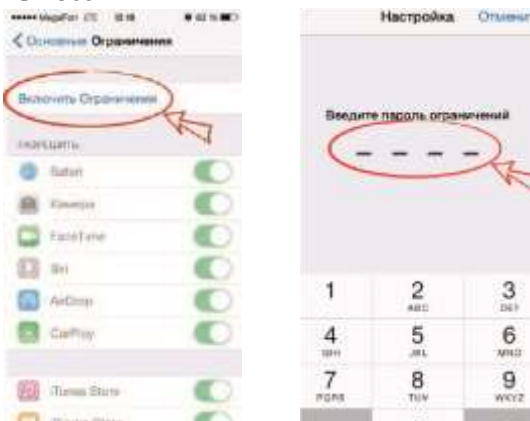 MegaFon
Основные Ограничения
Включить Ограничения
Safari
Камера
FaceTime
Siri
AirDrop
CarPlay
iTunes Store
Настройка
Введите пароль ограничений
1
2
ABC
3
DEF
4
GHI
5
JKL
6
MNO
7
PQRS
8
TUV
9
WXYZ